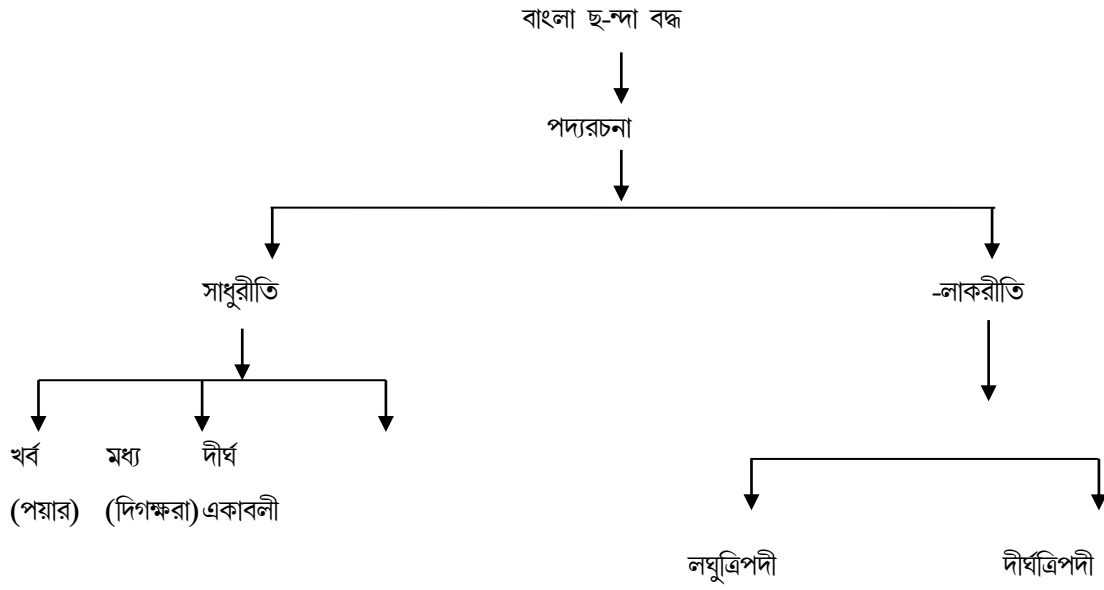 বাংলা ছ-ন্দা বদ্ধ
পদ্যরচনা
সাধুরীতি -লাকরীতি
খর্ব মধ্য দীর্ঘ
(পয়ার) (দিগক্ষরা) একাবলী
লঘুত্রিপদী দীর্ঘত্রিপদী